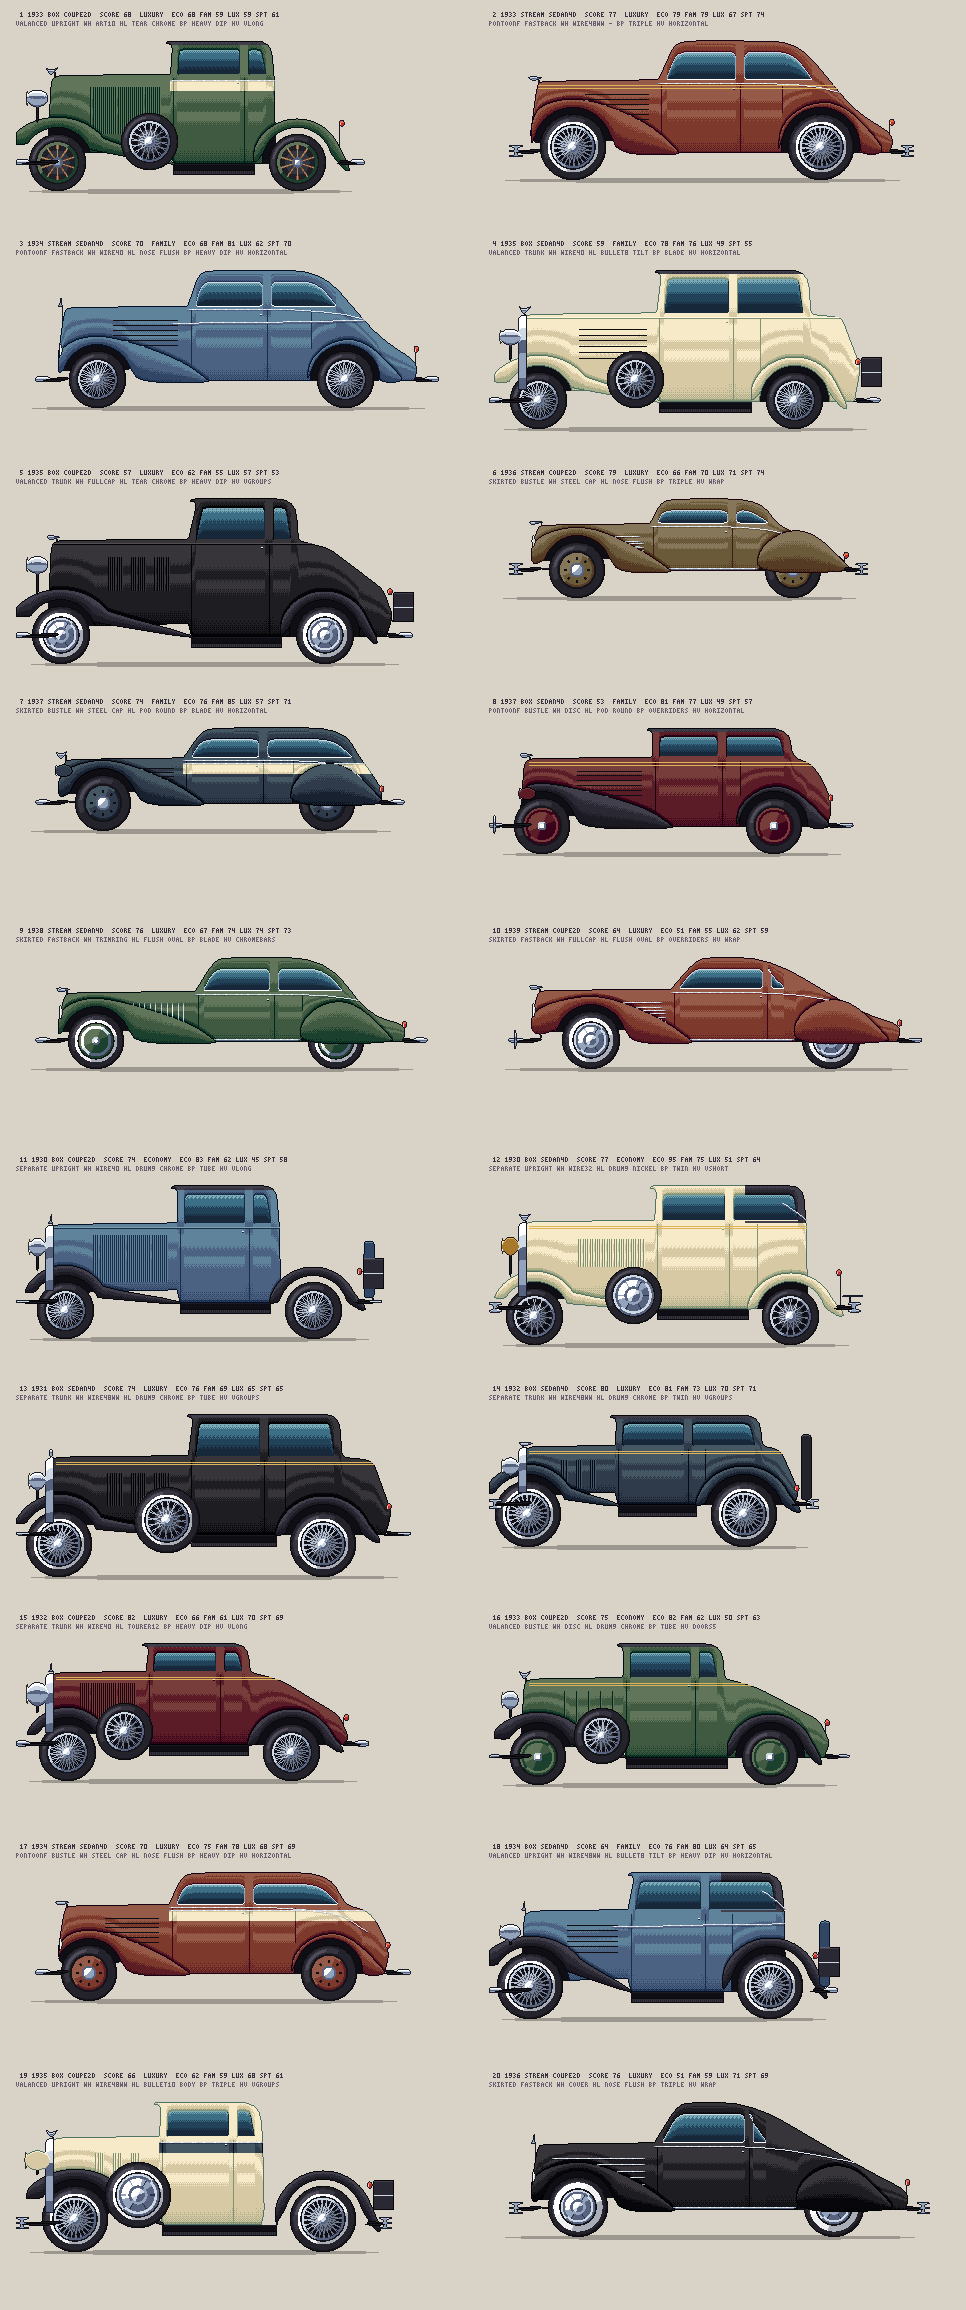 1 1933 BOX COUPE2D SCORE 68 LUXURY ECO 68 FAM 59 LUX 59 SPT 61
VALANCED UPRIGHT WH ART10 HL TEAR CHROME BP HEAVY DIP HV VLONG
2 1933 STREAM SEDAN4D SCORE 77 LUXURY ECO 79 FAM 79 LUX 67 SPT 74
PONTOONF FASTBACK WH WIRE48WW - BP TRIPLE HV HORIZONTAL
3 1934 STREAM SEDAN4D SCORE 70 FAMILY ECO 68 FAM 81 LUX 62 SPT 70
PONTOONF FASTBACK WH WIRE40 HL NOSE FLUSH BP HEAVY DIP HV HORIZONTAL
4 1935 BOX SEDAN4D SCORE 59 FAMILY ECO 78 FAM 76 LUX 49 SPT 55
VALANCED TRUNK WH WIRE40 HL BULLET8 TILT BP BLADE HV HORIZONTAL
5 1935 BOX COUPE2D SCORE 57 LUXURY ECO 62 FAM 55 LUX 57 SPT 53
VALANCED TRUNK WH FULLCAP HL TEAR CHROME BP HEAVY DIP HV VGROUPS
6 1936 STREAM COUPE2D SCORE 79 LUXURY ECO 66 FAM 70 LUX 71 SPT 74
SKIRTED BUSTLE WH STEEL CAP HL NOSE FLUSH BP TRIPLE HV WRAP
7 1937 STREAM SEDAN4D SCORE 74 FAMILY ECO 76 FAM 85 LUX 57 SPT 71
SKIRTED BUSTLE WH STEEL CAP HL POD ROUND BP BLADE HV HORIZONTAL
8 1937 BOX SEDAN4D SCORE 53 FAMILY ECO 81 FAM 77 LUX 49 SPT 57
PONTOONF BUSTLE WH DISC HL POD ROUND BP OVERRIDERS HV HORIZONTAL
9 1938 STREAM SEDAN4D SCORE 76 LUXURY ECO 67 FAM 74 LUX 74 SPT 73
SKIRTED FASTBACK WH TRIMRING HL FLUSH OVAL BP BLADE HV CHROMEBARS
10 1939 STREAM COUPE2D SCORE 64 LUXURY ECO 51 FAM 55 LUX 62 SPT 59
SKIRTED FASTBACK WH FULLCAP HL FLUSH OVAL BP OVERRIDERS HV WRAP
11 1930 BOX COUPE2D SCORE 74 ECONOMY ECO 83 FAM 62 LUX 45 SPT 58
SEPARATE UPRIGHT WH WIRE40 HL DRUM9 CHROME BP TUBE HV VLONG
12 1930 BOX SEDAN4D SCORE 77 ECONOMY ECO 95 FAM 75 LUX 51 SPT 64
SEPARATE UPRIGHT WH WIRE32 HL DRUM9 NICKEL BP TWIN HV VSHORT
13 1931 BOX SEDAN4D SCORE 74 LUXURY ECO 76 FAM 69 LUX 65 SPT 65
SEPARATE TRUNK WH WIRE48WW HL DRUM9 CHROME BP TUBE HV VGROUPS
14 1932 BOX SEDAN4D SCORE 80 LUXURY ECO 81 FAM 73 LUX 70 SPT 71
SEPARATE TRUNK WH WIRE48WW HL DRUM9 CHROME BP TWIN HV VGROUPS
15 1932 BOX COUPE2D SCORE 82 LUXURY ECO 66 FAM 61 LUX 70 SPT 69
SEPARATE TRUNK WH WIRE40 HL TOURER12 BP HEAVY DIP HV VLONG
16 1933 BOX COUPE2D SCORE 75 ECONOMY ECO 82 FAM 62 LUX 50 SPT 63
VALANCED BUSTLE WH DISC HL DRUM9 CHROME BP TUBE HV DOORS5
17 1934 STREAM SEDAN4D SCORE 70 LUXURY ECO 75 FAM 78 LUX 68 SPT 69
PONTOONF BUSTLE WH STEEL CAP HL NOSE FLUSH BP HEAVY DIP HV HORIZONTAL
18 1934 BOX SEDAN4D SCORE 64 FAMILY ECO 76 FAM 80 LUX 64 SPT 65
VALANCED UPRIGHT WH WIRE48WW HL BULLET8 TILT BP HEAVY DIP HV HORIZONTAL
19 1935 BOX COUPE2D SCORE 66 LUXURY ECO 62 FAM 59 LUX 68 SPT 61
VALANCED UPRIGHT WH WIRE48WW HL BULLET10 BODY BP TRIPLE HV VGROUPS
20 1936 STREAM COUPE2D SCORE 76 LUXURY ECO 51 FAM 59 LUX 71 SPT 69
SKIRTED FASTBACK WH COVER HL NOSE FLUSH BP TRIPLE HV WRAP